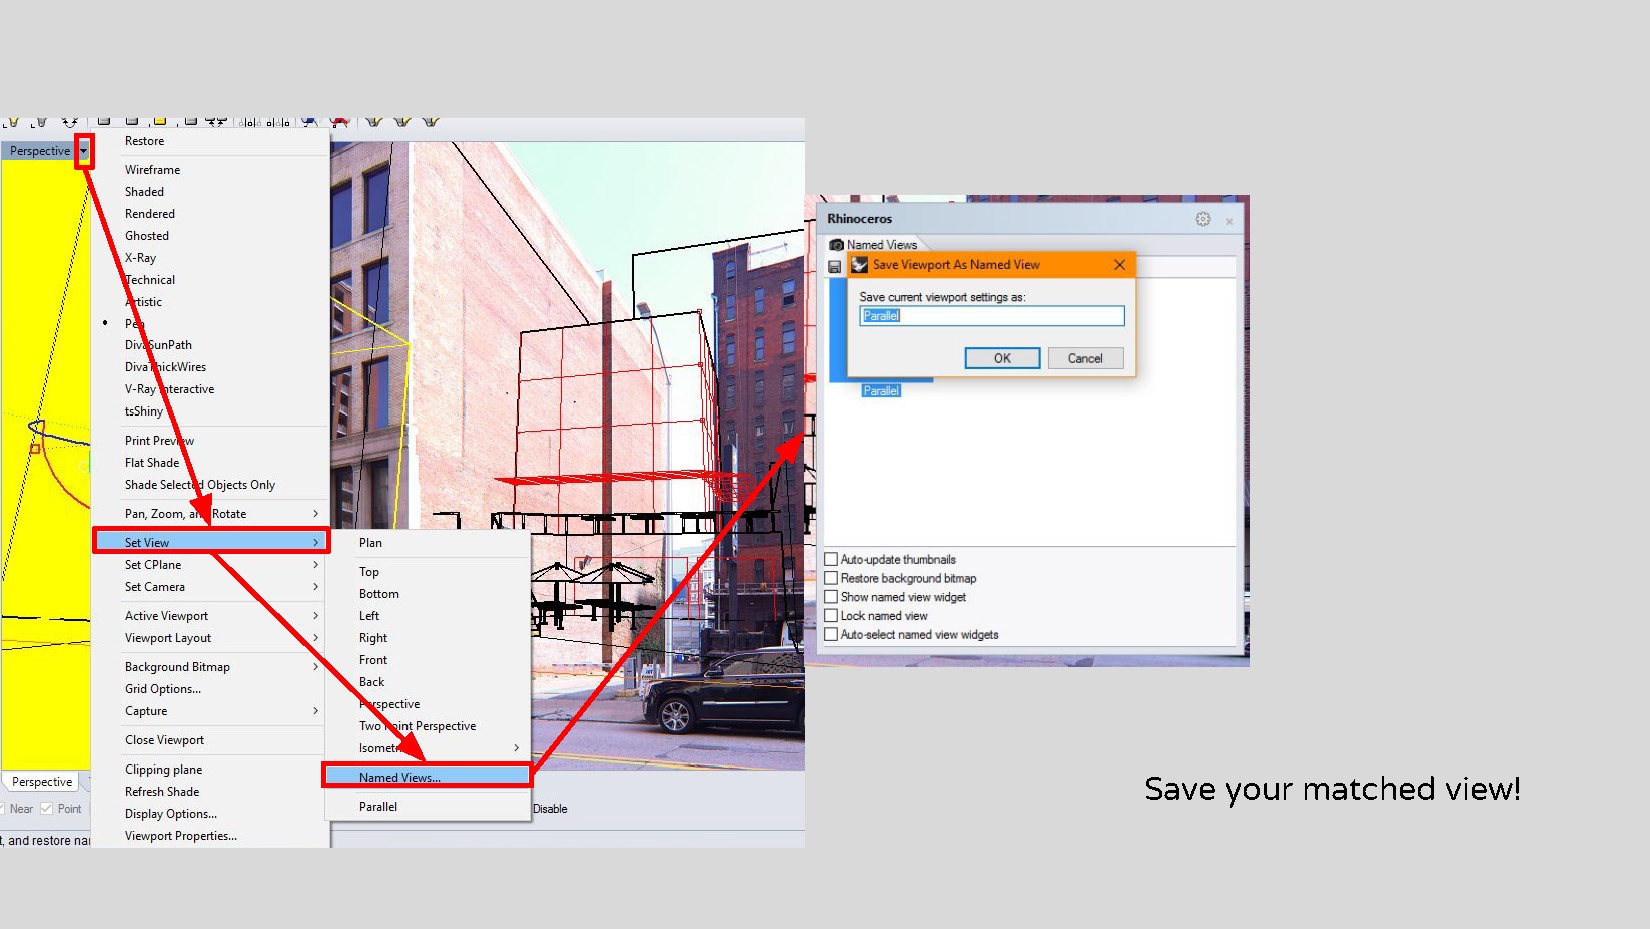 Perspective
Restore
Wireframe
Shaded
Rendered
Ghosted
X-Ray
Technical
Artistic
Pen
DivaSunPath
DivaThickWires
V-Ray Interactive
tsShiny
Print Preview
Flat Shade
Shade Selected Objects Only
Pan, Zoom, and Rotate
Set View
Set CPlane
Set Camera
Active Viewport
Viewport Layout
Background Bitmap
Grid Options...
Capture
Close Viewport
Clipping plane
Refresh Shade
Display Options...
Viewport Properties...
Plan
Top
Bottom
Left
Right
Front
Back
Perspective
Two Point Perspective
Isometric
Named Views...
Parallel
Perspective
Near Point
Disable
t, and restore nar
Rhinoceros
Named Views
Save Viewport As Named View
Save current viewport settings as:
Parallel
OK Cancel
Parallel
Auto-update thumbnails
Restore background bitmap
Show named view widget
Lock named view
Auto-select named view widgets
Save your matched view!